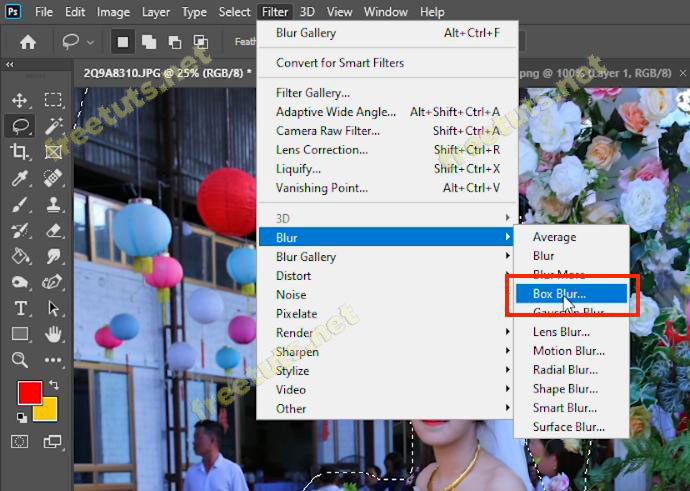 Ps File Edit Image Layer Type Select Filter 3D View Window Help
Feath
2Q9A8310.JPG @ 25% (RGB/8) *
.png @ 100% (Layer 1, RGB/8)
Blur Gallery Alt+Ctrl+F
Convert for Smart Filters
Filter Gallery...
Adaptive Wide Angle... Alt+Shift+Ctrl+A
Camera Raw Filter... Shift+Ctrl+A
Lens Correction... Shift+Ctrl+R
Liquify... Shift+Ctrl+X
Vanishing Point... Alt+Ctrl+V
3D
Blur
Blur Gallery
Distort
Noise
Pixelate
Render
Sharpen
Stylize
Video
Other
Average
Blur
Blur More
Box Blur...
Gaussian Blur...
Lens Blur...
Motion Blur...
Radial Blur...
Shape Blur...
Smart Blur...
Surface Blur...
freetuts.net
freetuts.net
freetuts.net